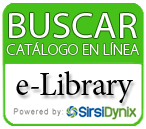 BUSCAR
CATÁLOGO EN LÍNEA
e-Library
Powered by: SirsiDynix